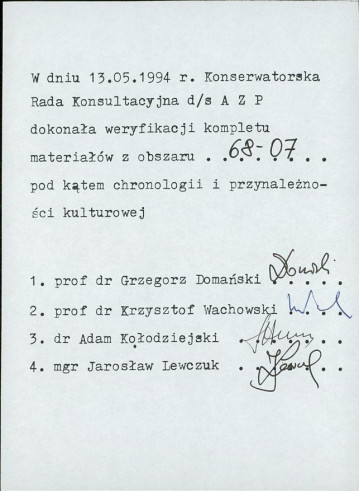 W dniu 13.05.1994 r. Konserwatorska
Rada Konsultacyjna d/s A Z P
dokonała weryfikacji kompletu
materiałów z obszaru . 68-07 . .
pod kątem chronologii i przynależno-
ści kulturowej
1. prof dr Grzegorz Domański
2. prof dr Krzysztof Wachowski
3. dr Adam Kołodziejski
4. mgr Jarosław Lewczuk